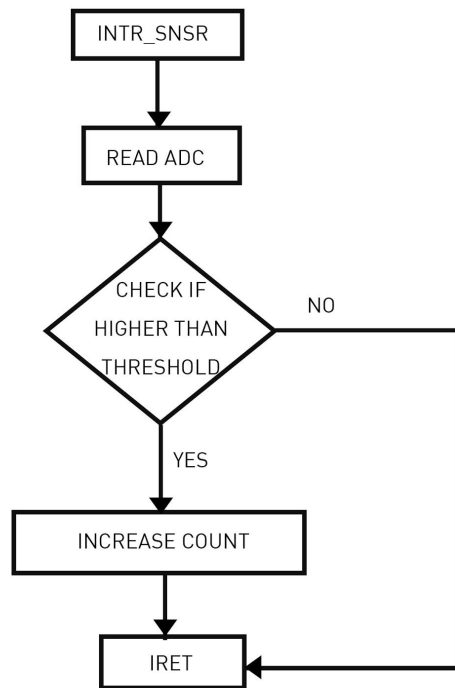 INTR_SNSR
READ ADC
CHECK IF
HIGHER THAN
THRESHOLD
NO
YES
INCREASE COUNT
IRET